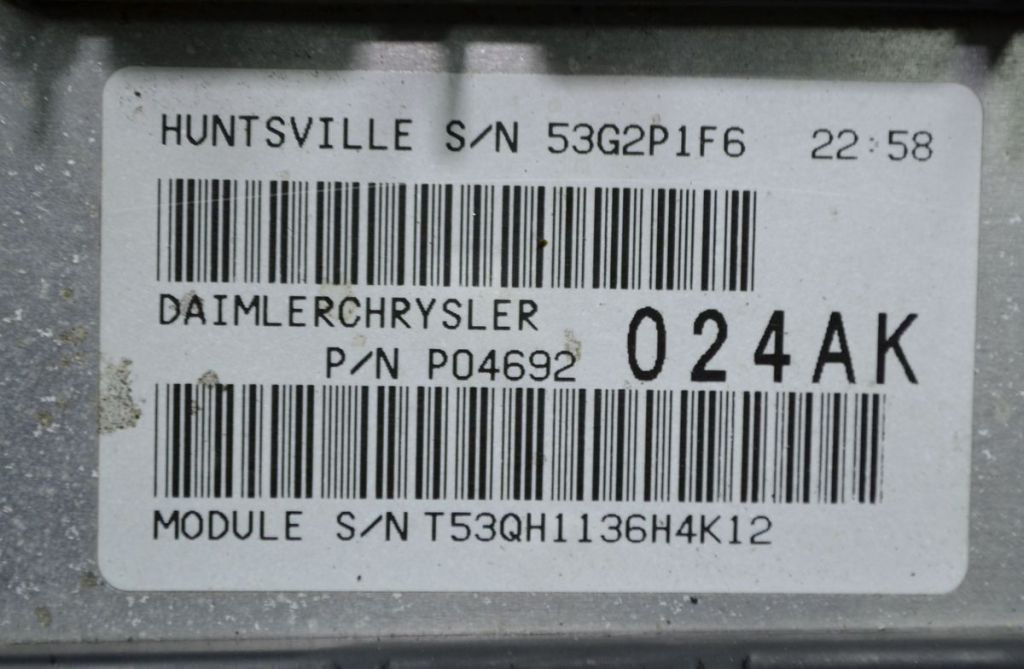 HUNTSVILLE S/N 53G2P1F6 22:58
DAIMLERCHRYSLER
P/N P04692 024AK
MODULE S/N T53QH1136H4K12